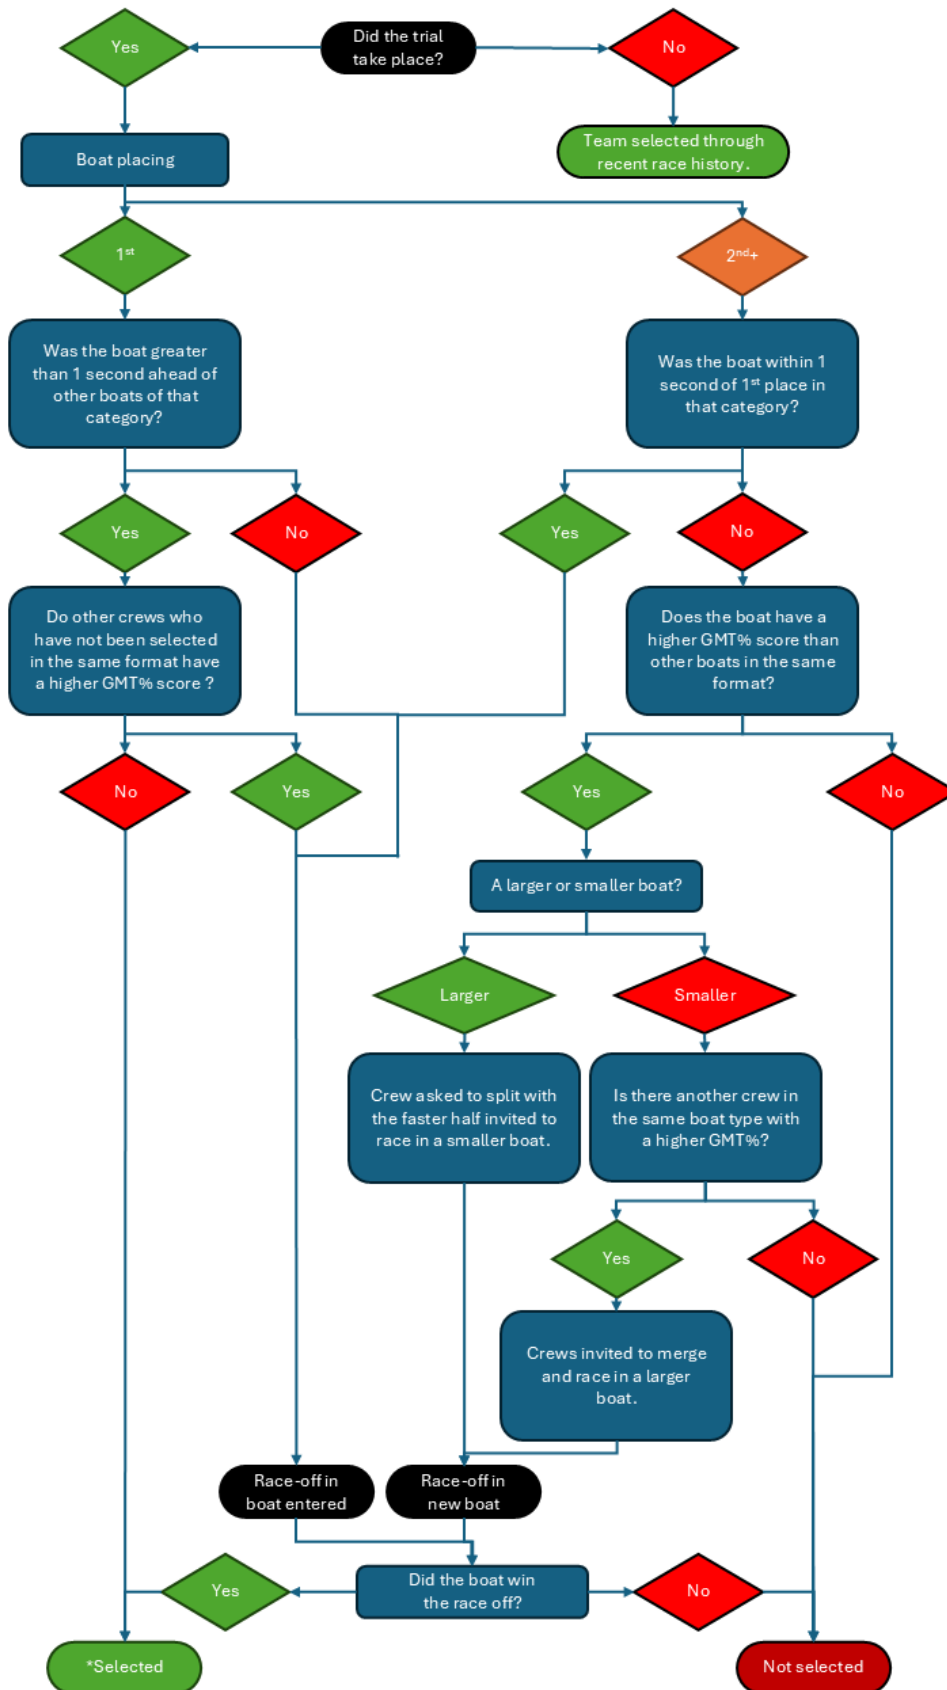 Yes
Did the trial
take place?
No
Boat placing
Team selected through
recent race history.
1st
2nd+
Was the boat greater
than 1 second ahead of
other boats of that
category?
Was the boat within 1
second of 1st place in
that category?
Yes
No
Yes
No
Do other crews who
have not been selected
in the same format have
a higher GMT% score ?
Does the boat have a
higher GMT% score than
other boats in the same
format?
No
Yes
Yes
No
A larger or smaller boat?
Larger
Smaller
Crew asked to split with
the faster half invited to
race in a smaller boat.
Is there another crew in
the same boat type with
a higher GMT%?
Yes
No
Crews invited to merge
and race in a larger
boat.
Race-off in
boat entered
Race-off in
new boat
Yes
Did the boat win
the race off?
No
*Selected
Not selected